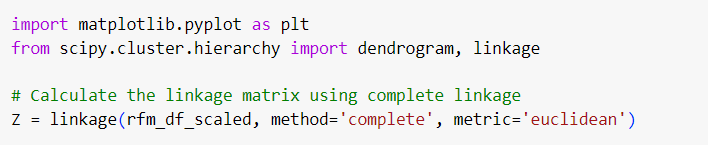 import matplotlib.pyplot as plt
from scipy.cluster.hierarchy import dendrogram, linkage
# Calculate the linkage matrix using complete linkage
Z = linkage(rfm_df_scaled, method='complete', metric='euclidean')